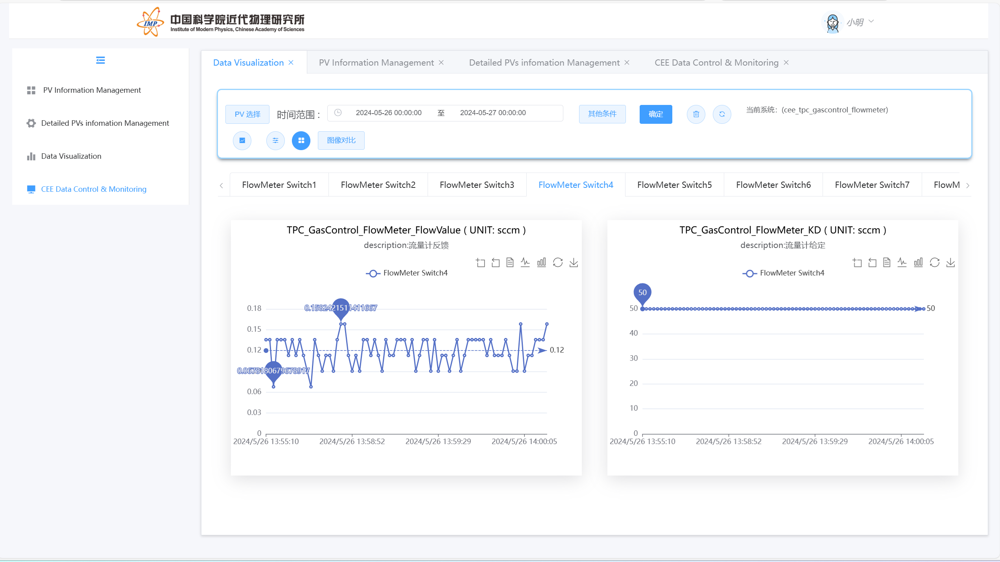 IMP
中国科学院近代物理研究所
Institute of Modern Physics, Chinese Academy of Sciences
小明
PV Information Management
Detailed PVs infomation Management
Data Visualization
CEE Data Control & Monitoring
Data Visualization
PV Information Management
Detailed PVs infomation Management
CEE Data Control & Monitoring
PV 选择
时间范围 :
2024-05-26 00:00:00 至 2024-05-27 00:00:00
其他条件
确定
当前系统：(cee_tpc_gascontrol_flowmeter)
图像对比
FlowMeter Switch1
FlowMeter Switch2
FlowMeter Switch3
FlowMeter Switch4
FlowMeter Switch5
FlowMeter Switch6
FlowMeter Switch7
FlowM
TPC_GasControl_FlowMeter_FlowValue ( UNIT: sccm )
description:流量计反馈
FlowMeter Switch4
0.1582421511411667
0.18
0.15
0.12
0.12
0.0678180679678917
0.06
0.03
0
2024/5/26 13:55:10
2024/5/26 13:58:52
2024/5/26 13:59:29
2024/5/26 14:00:05
TPC_GasControl_FlowMeter_KD ( UNIT: sccm )
description:流量计给定
FlowMeter Switch4
50
50
50
40
30
20
10
0
2024/5/26 13:55:10
2024/5/26 13:58:52
2024/5/26 13:59:29
2024/5/26 14:00:05